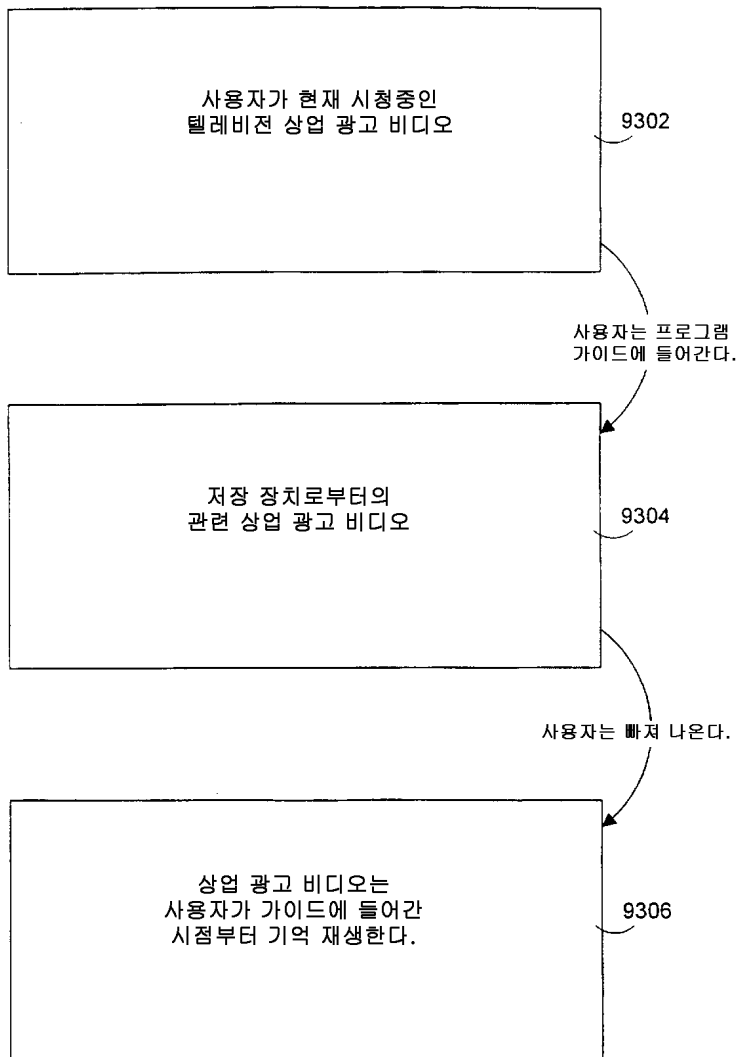 사용자가 현재 시청중인
텔레비전 상업 광고 비디오
9302
사용자는 프로그램
가이드에 들어간다.
저장 장치로부터의
관련 상업 광고 비디오
9304
사용자는 빠져 나온다.
상업 광고 비디오는
사용자가 가이드에 들어간
시점부터 기억 재생한다.
9306